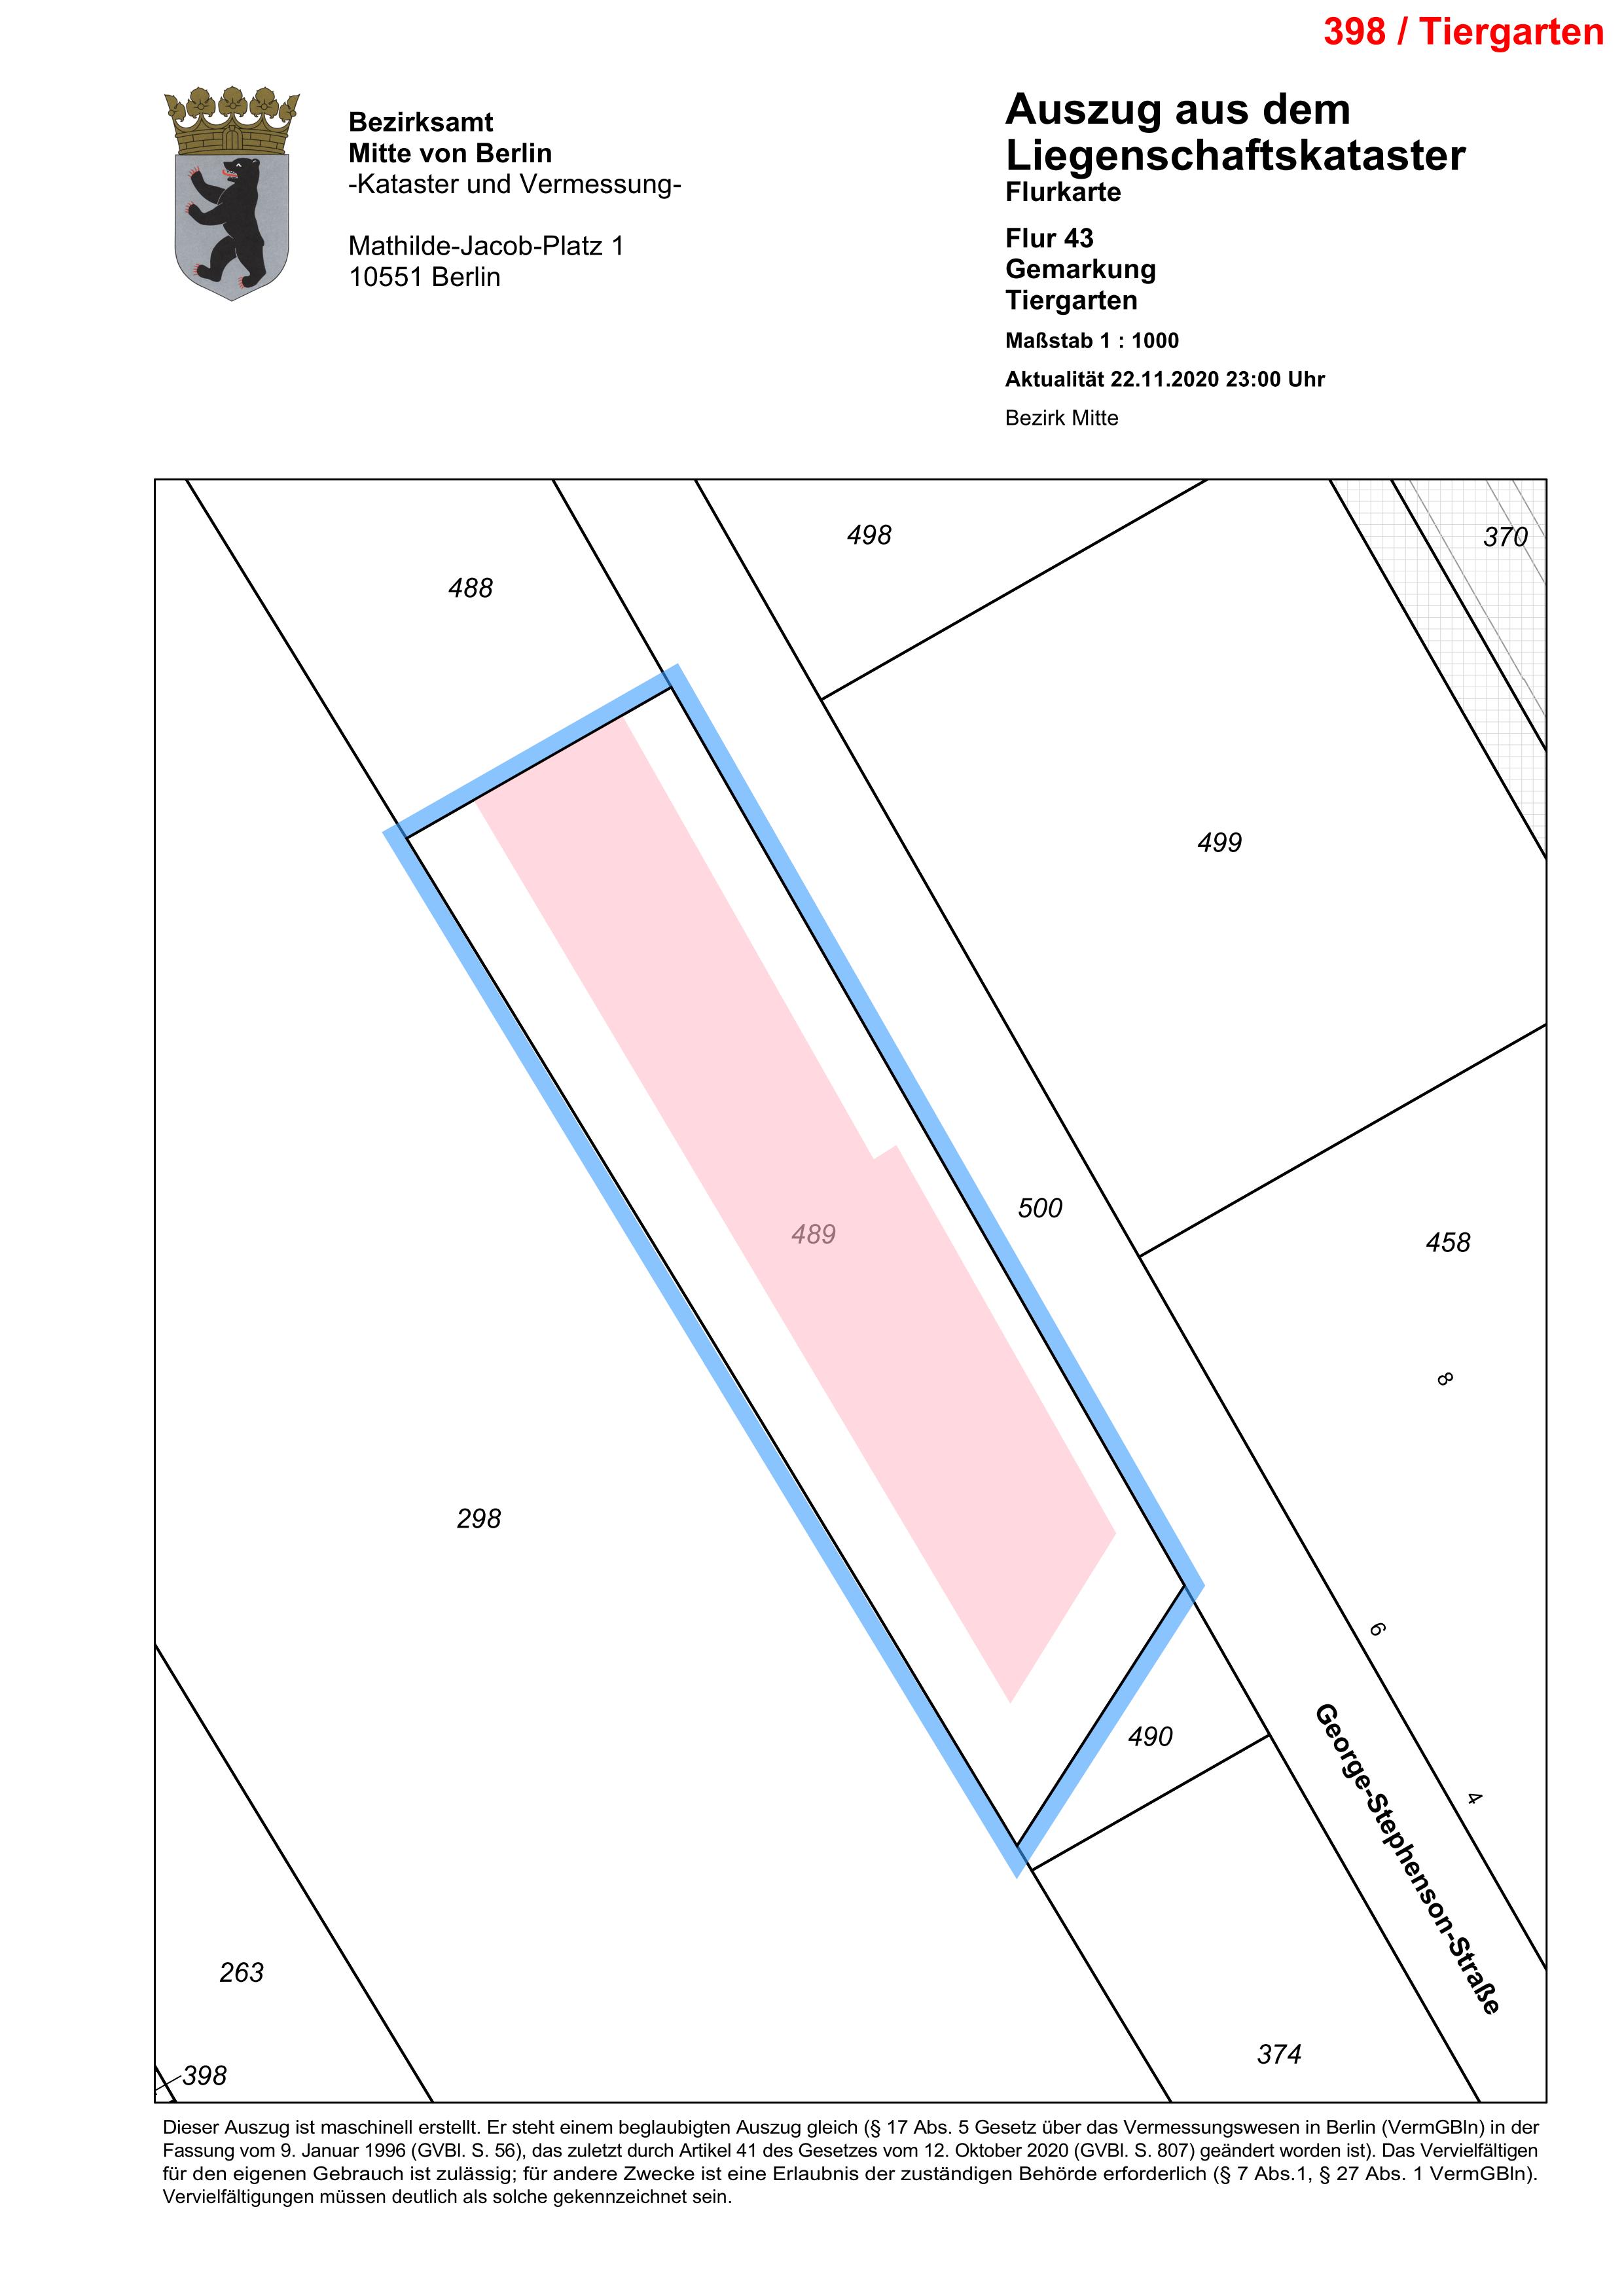 398 / Tiergarten
Bezirksamt
Mitte von Berlin
-Kataster und Vermessung-
Mathilde-Jacob-Platz 1
10551 Berlin
Auszug aus dem
Liegenschaftskataster
Flurkarte
Flur 43
Gemarkung
Tiergarten
Maßstab 1 : 1000
Aktualität 22.11.2020 23:00 Uhr
Bezirk Mitte
498
370
488
499
500
489
458
8
298
6
490
George-Stephenson-Straße
4
263
374
398
Dieser Auszug ist maschinell erstellt. Er steht einem beglaubigten Auszug gleich (§ 17 Abs. 5 Gesetz über das Vermessungswesen in Berlin (VermGBln) in der
Fassung vom 9. Januar 1996 (GVBl. S. 56), das zuletzt durch Artikel 41 des Gesetzes vom 12. Oktober 2020 (GVBl. S. 807) geändert worden ist). Das Vervielfältigen
für den eigenen Gebrauch ist zulässig; für andere Zwecke ist eine Erlaubnis der zuständigen Behörde erforderlich (§ 7 Abs.1, § 27 Abs. 1 VermGBln).
Vervielfältigungen müssen deutlich als solche gekennzeichnet sein.